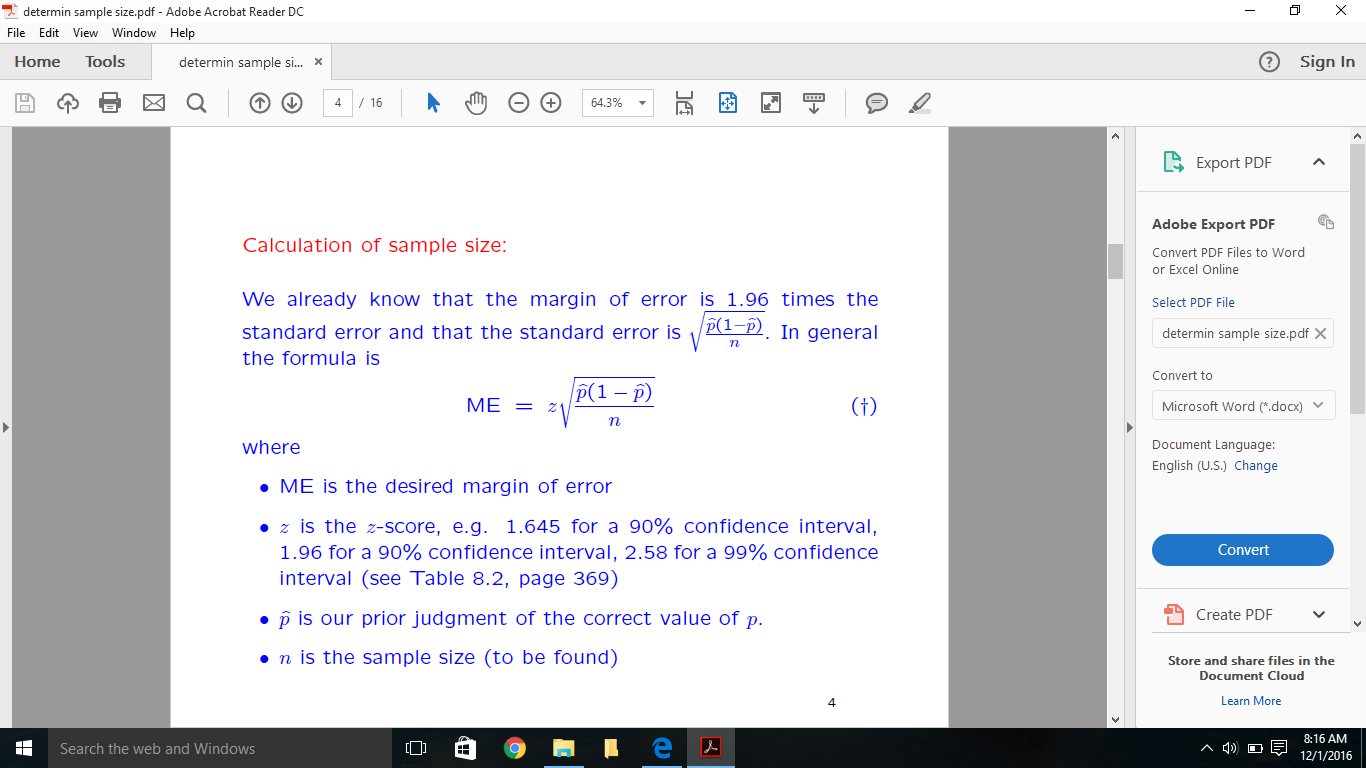 determin sample size.pdf - Adobe Acrobat Reader DC
File Edit View Window Help
Home Tools determin sample si... × ? Sign In
4 / 16 64.3%
Calculation of sample size:
We already know that the margin of error is 1.96 times the
standard error and that the standard error is √(p̂(1−p̂)/n). In general
the formula is
ME = z√(p̂(1 − p̂)/n) (†)
where
• ME is the desired margin of error
• z is the z-score, e.g. 1.645 for a 90% confidence interval,
1.96 for a 90% confidence interval, 2.58 for a 99% confidence
interval (see Table 8.2, page 369)
• p̂ is our prior judgment of the correct value of p.
• n is the sample size (to be found)
4
Export PDF
Adobe Export PDF
Convert PDF Files to Word
or Excel Online
Select PDF File
determin sample size.pdf ×
Convert to
Microsoft Word (*.docx)
Document Language:
English (U.S.) Change
Convert
Create PDF
Store and share files in the
Document Cloud
Learn More
Search the web and Windows
8:16 AM
12/1/2016